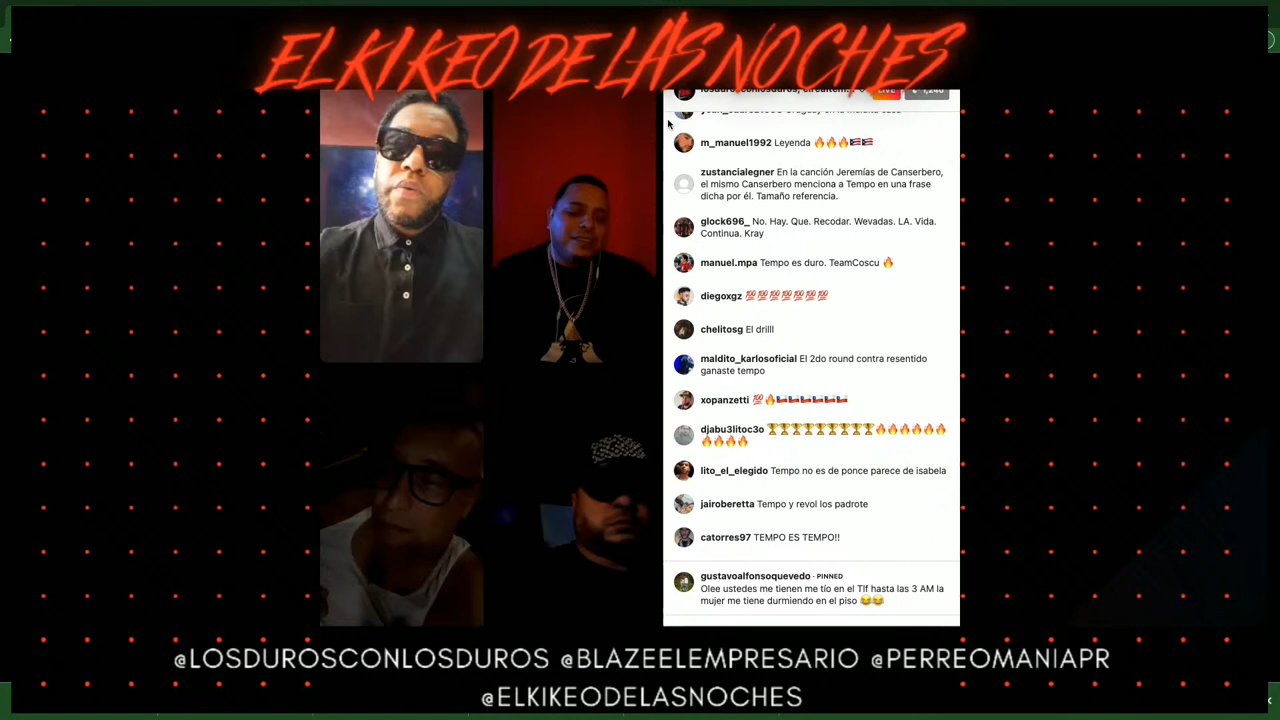 EL KIKEO DE LAS NOCHES
LIVE
1,240
m_manuel1992 Leyenda 🔥🔥🔥🇵🇷🇵🇷
zustancialegner En la canción Jeremías de Canserbero,
el mismo Canserbero menciona a Tempo en una frase
dicha por él. Tamaño referencia.
glock696_ No. Hay. Que. Recodar. Wevadas. LA. Vida.
Continua. Kray
manuel.mpa Tempo es duro. TeamCoscu 🔥
diegoxgz 💯💯💯💯💯💯💯
chelitosg El drilll
maldito_karlosoficial El 2do round contra resentido
ganaste tempo
xopanzetti 💯🔥🇨🇱🇨🇱🇨🇱🇨🇱🇨🇱🇨🇱
djabu3litoc3o 🏆🏆🏆🏆🏆🏆🏆🏆🏆🔥🔥🔥🔥🔥🔥
🔥🔥🔥🔥
lito_el_elegido Tempo no es de ponce parece de isabela
jairoberetta Tempo y revol los padrote
catorres97 TEMPO ES TEMPO!!
gustavoalfonsoquevedo · PINNED
Olee ustedes me tienen me tío en el Tlf hasta las 3 AM la
mujer me tiene durmiendo en el piso 😂😂
@LOSDUROSCONLOSDUROS @BLAZEELEMPRESARIO @PERREOMANIAPR
@ELKIKEODELASNOCHES